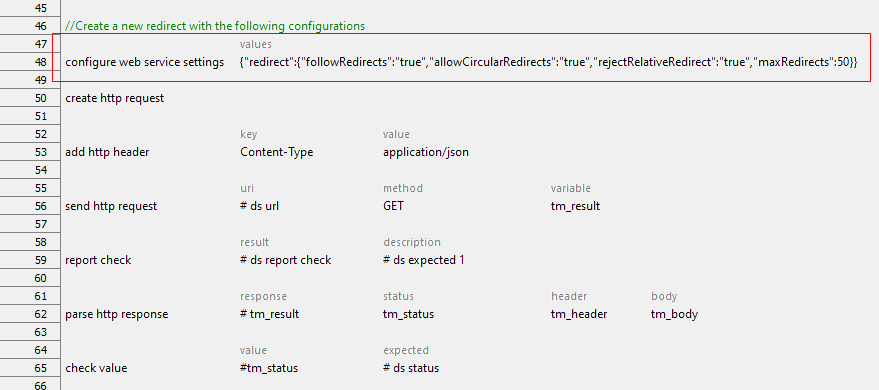 45
46 //Create a new redirect with the following configurations
47 values
48 configure web service settings {"redirect":{"followRedirects":"true","allowCircularRedirects":"true","rejectRelativeRedirect":"true","maxRedirects":50}}
49
50 create http request
51
52 key value
53 add http header Content-Type application/json
54
55 uri method variable
56 send http request # ds url GET tm_result
57
58 result description
59 report check # ds report check # ds expected 1
60
61 response status header body
62 parse http response # tm_result tm_status tm_header tm_body
63
64 value expected
65 check value #tm_status # ds status
66